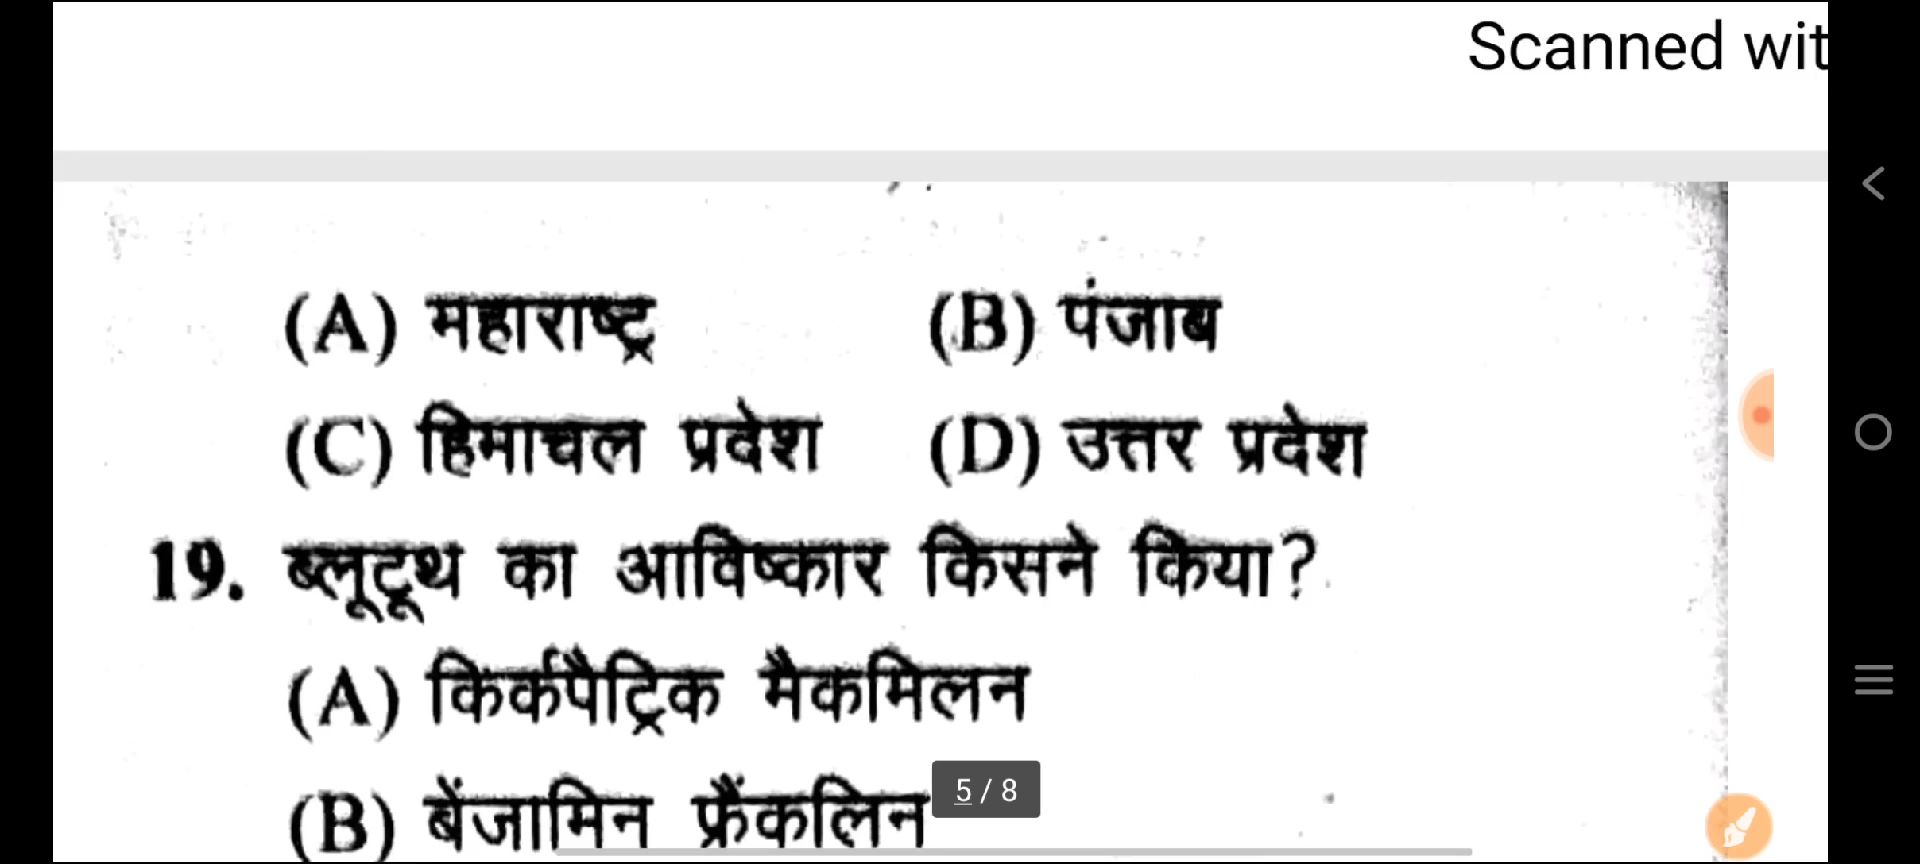 Scanned wit
(A) महाराष्ट्र (B) पंजाब
(C) हिमाचल प्रदेश (D) उत्तर प्रदेश
19. ब्लूटूथ का आविष्कार किसने किया?
(A) किर्कपैट्रिक मैकमिलन
(B) बेंजामिन फ्रैंकलिन
5 / 8